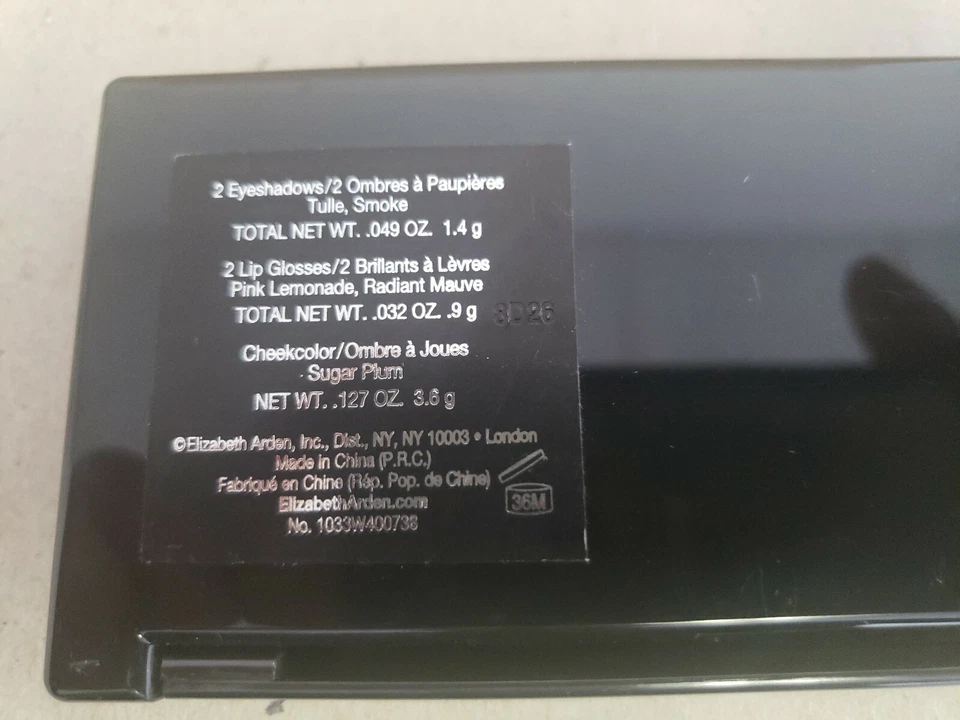 2 Eyeshadows/2 Ombres à Paupières
Tulle, Smoke
TOTAL NET WT. .049 OZ. 1.4 g
2 Lip Glosses/2 Brillants à Lèvres
Pink Lemonade, Radiant Mauve
TOTAL NET WT. .032 OZ. .9 g
Cheekcolor/Ombre à Joues
Sugar Plum
NET WT. .127 OZ. 3.6 g
©Elizabeth Arden, Inc., Dist., NY, NY 10003 • London
Made in China (P.R.C.)
Fabriqué en Chine (Rép. Pop. de Chine)
ElizabethArden.com
No. 1033W400738
36M